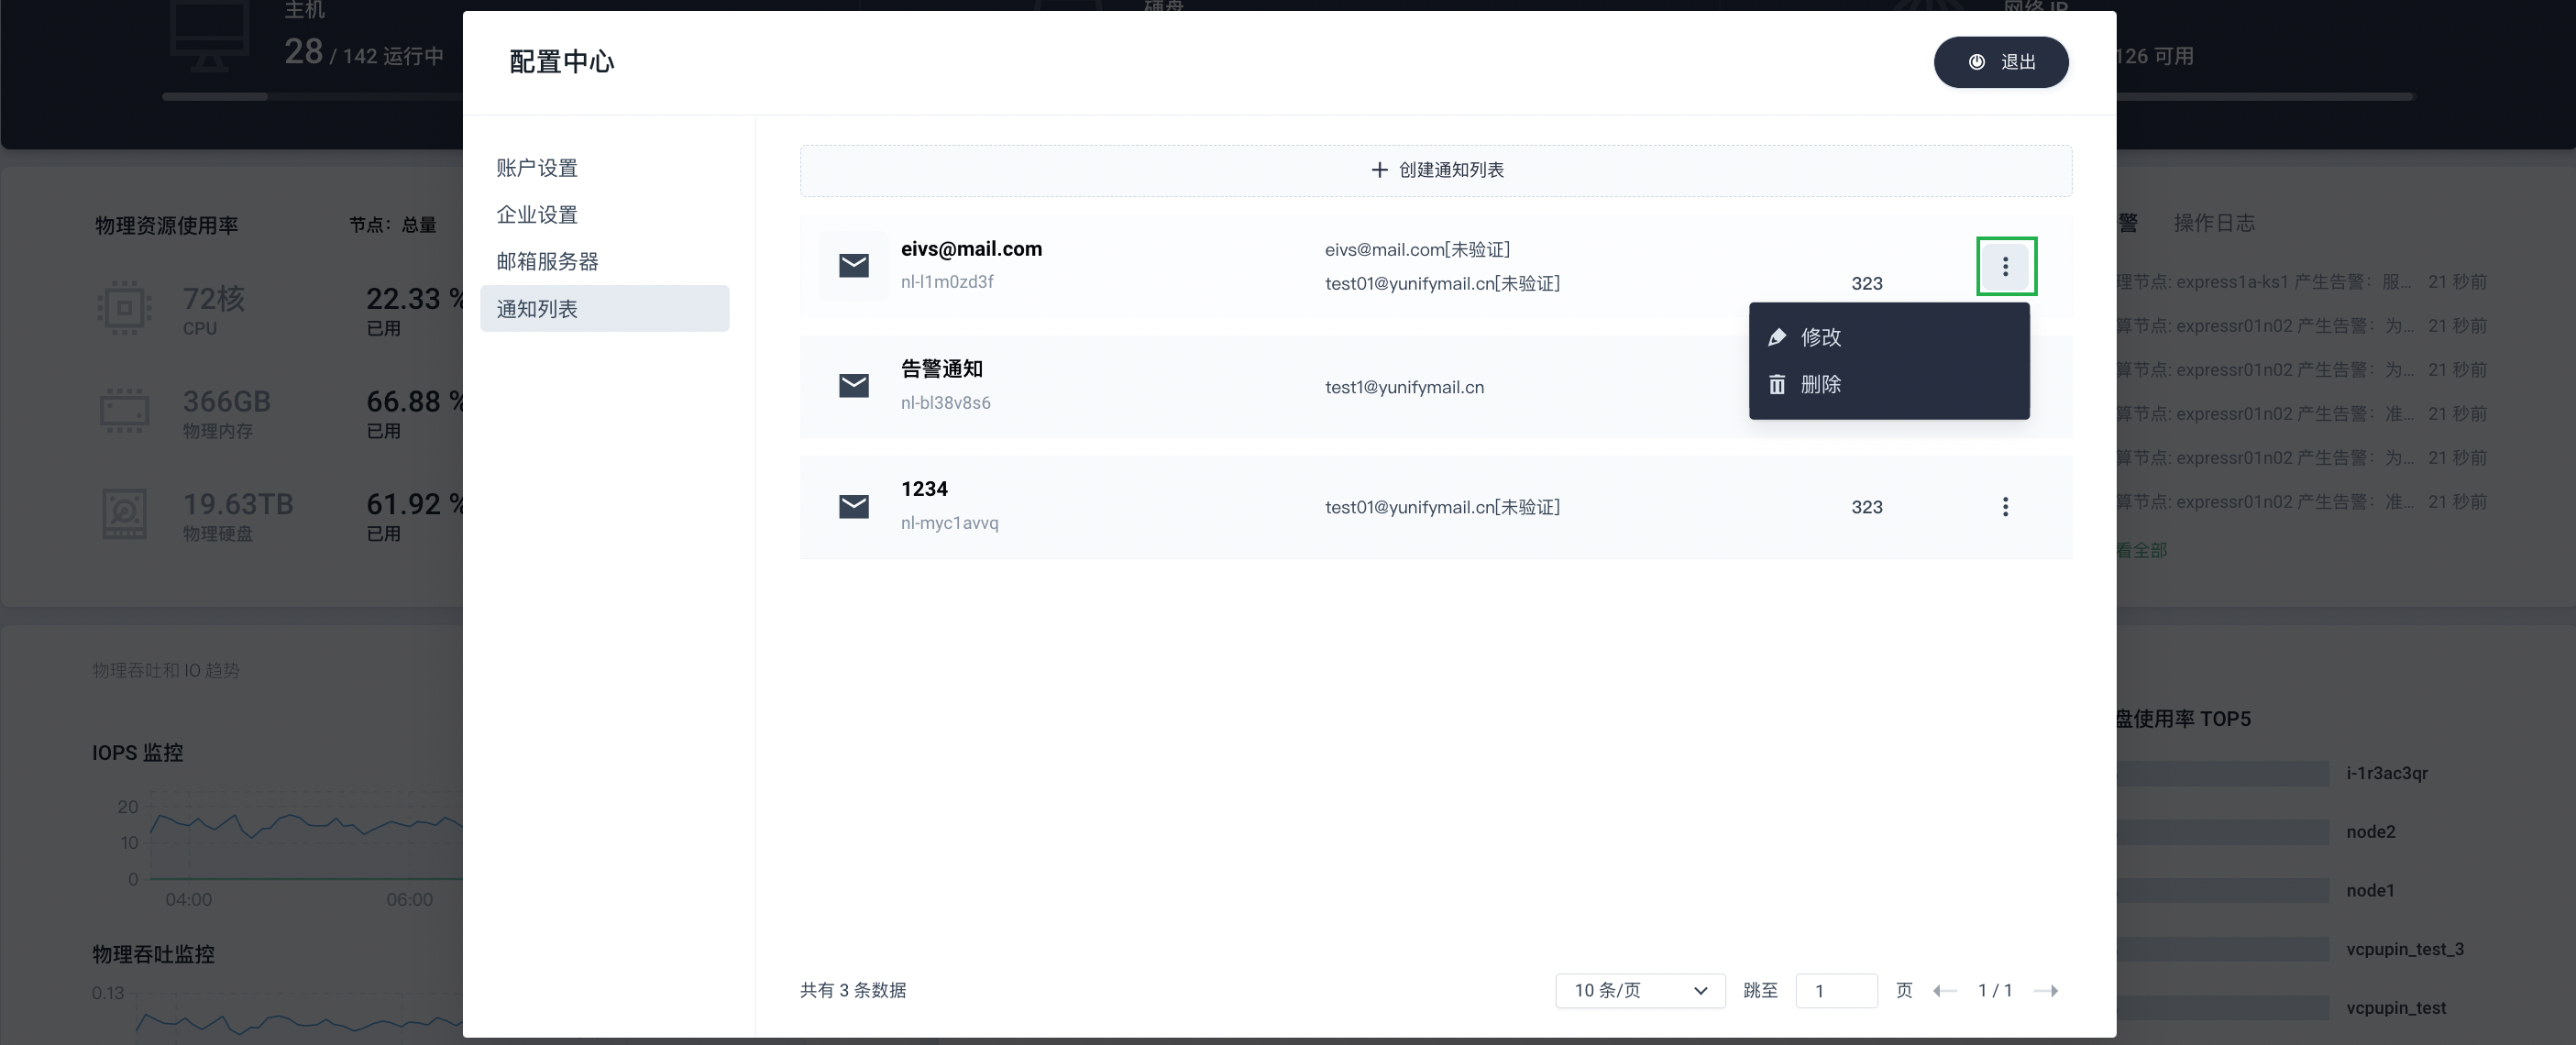 主机
28 / 142 运行中
硬盘
网络 IP
126 可用
配置中心
退出
账户设置
企业设置
邮箱服务器
通知列表
创建通知列表
eivs@mail.com
nl-l1m0zd3f
eivs@mail.com[未验证]
test01@yunifymail.cn[未验证]
323
修改
删除
告警通知
nl-bl38v8s6
test1@yunifymail.cn
1234
nl-myc1avvq
test01@yunifymail.cn[未验证]
323
共有 3 条数据
10 条/页
跳至
1
页
1 / 1
物理资源使用率
节点：总量
72核
CPU
22.33 %
已用
366GB
物理内存
66.88 %
已用
19.63TB
物理硬盘
61.92 %
已用
物理吞吐和 IO 趋势
IOPS 监控
20
10
0
04:00
06:00
物理吞吐监控
0.13
警
操作日志
理节点: express1a-ks1 产生告警：服... 21 秒前
算节点: expressr01n02 产生告警：为... 21 秒前
算节点: expressr01n02 产生告警：为... 21 秒前
算节点: expressr01n02 产生告警：准... 21 秒前
算节点: expressr01n02 产生告警：为... 21 秒前
算节点: expressr01n02 产生告警：准... 21 秒前
看全部
盘使用率 TOP5
i-1r3ac3qr
node2
node1
vcpupin_test_3
vcpupin_test